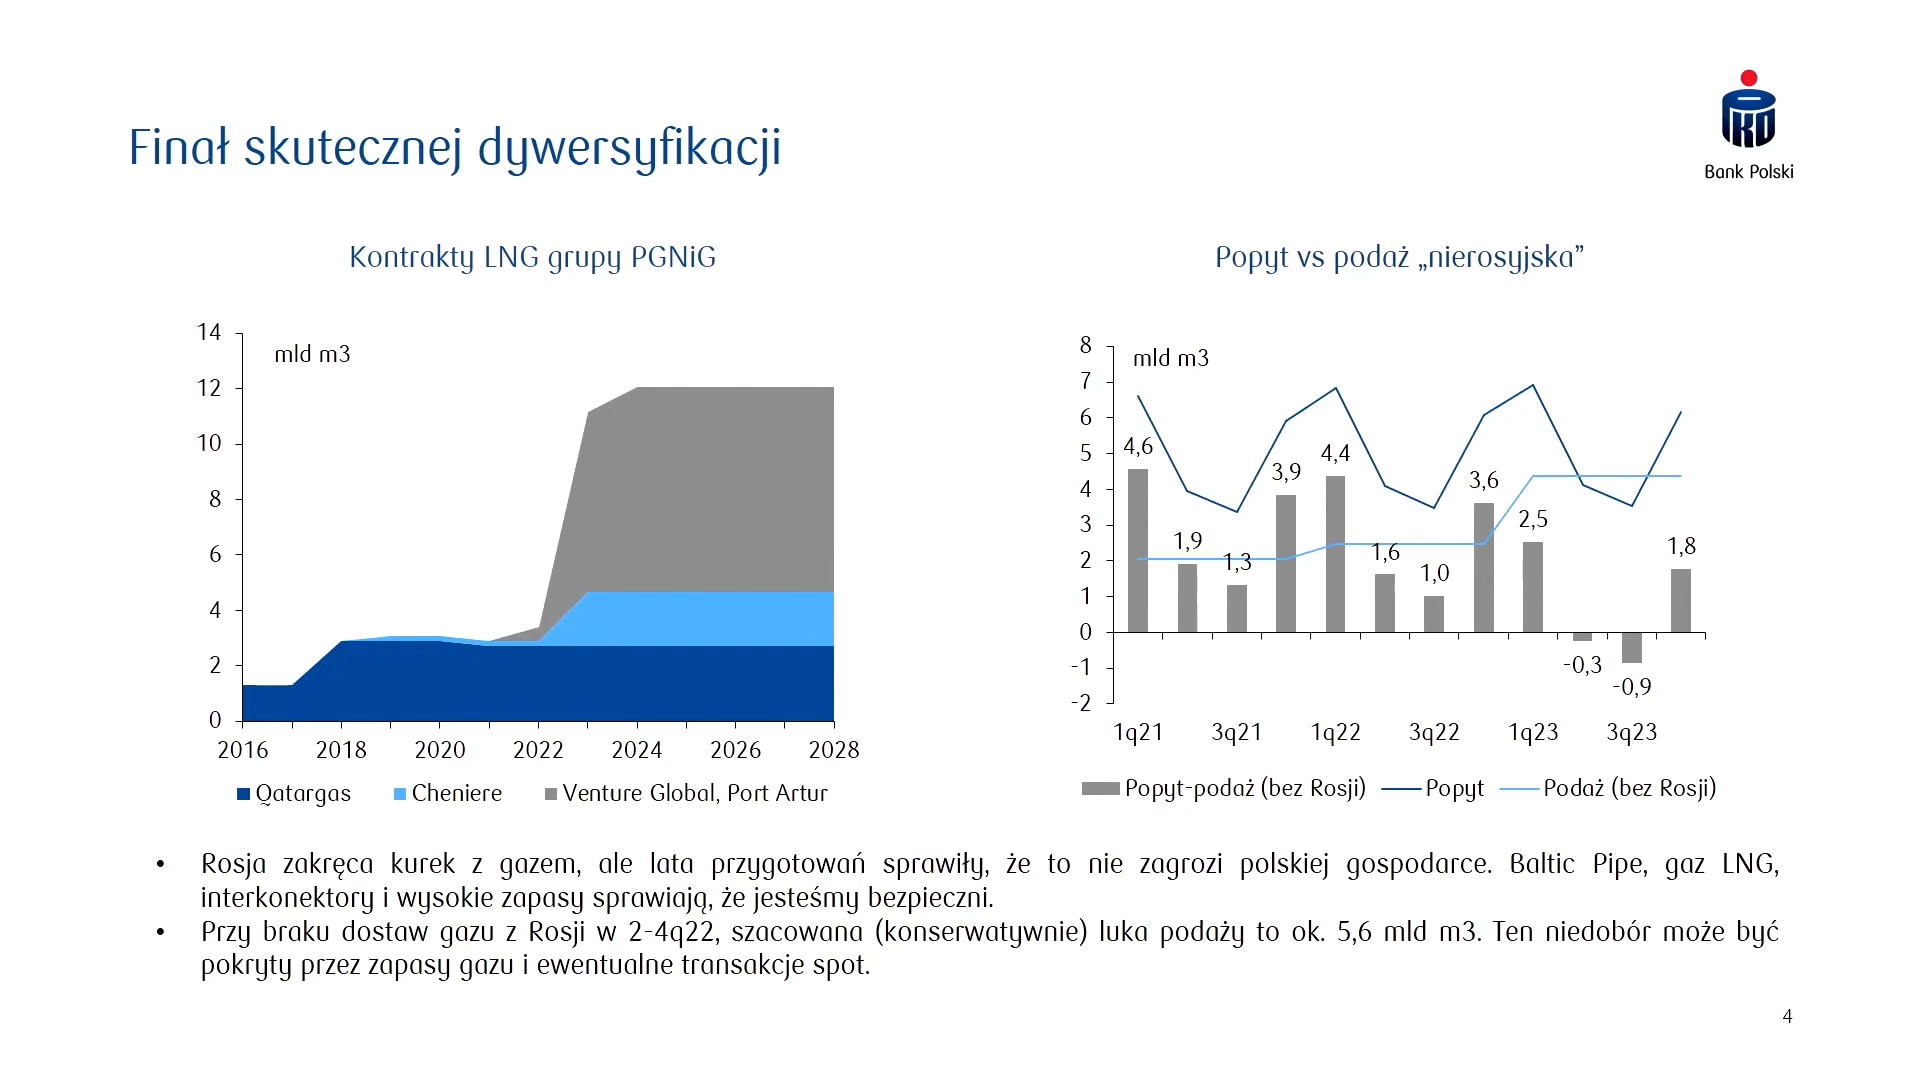 Finał skutecznej dywersyfikacji
PKO
Bank Polski
Kontrakty LNG grupy PGNiG
14
12
10
8
6
4
2
0
mld m3
2016
2018
2020
2022
2024
2026
2028
Qatargas
Cheniere
Venture Global, Port Artur
Popyt vs podaż „nierosyjska”
8
7
6
5
4
3
2
1
0
-1
-2
mld m3
4,6
1,9
1,3
3,9
4,4
1,6
1,0
3,6
2,5
-0,3
-0,9
1,8
1q21
3q21
1q22
3q22
1q23
3q23
Popyt-podaż (bez Rosji)
Popyt
Podaż (bez Rosji)
• Rosja zakręca kurek z gazem, ale lata przygotowań sprawiły, że to nie zagrozi polskiej gospodarce. Baltic Pipe, gaz LNG,
interkonektory i wysokie zapasy sprawiają, że jesteśmy bezpieczni.
• Przy braku dostaw gazu z Rosji w 2-4q22, szacowana (konserwatywnie) luka podaży to ok. 5,6 mld m3. Ten niedobór może być
pokryty przez zapasy gazu i ewentualne transakcje spot.
4